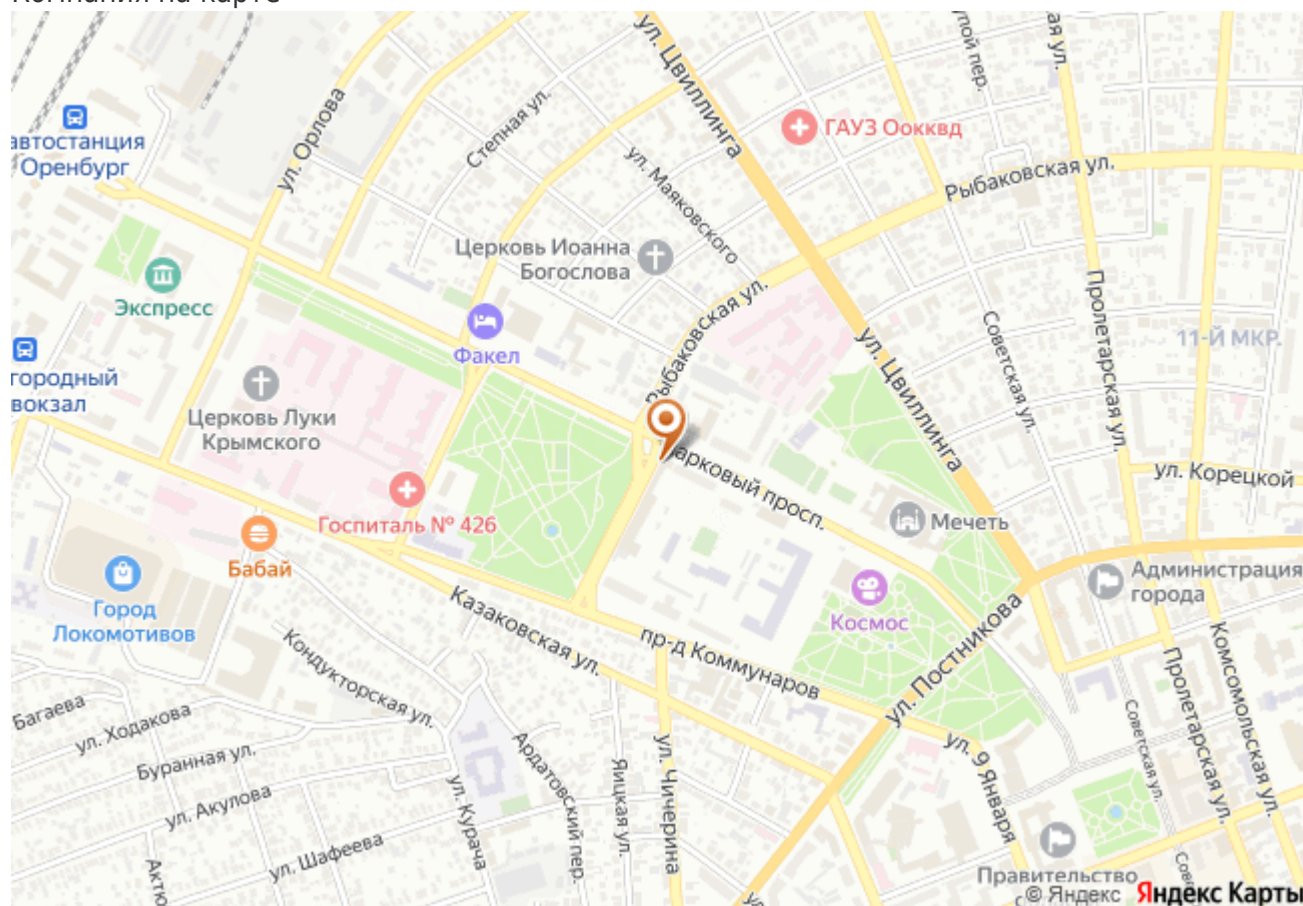 ул. Цвиллинга
Степная ул.
ул. Орлова
автостанция
Оренбург
ГАУЗ Оокквд
ул. Маяковского
Рыбаковская ул.
Церковь Иоанна
Богослова
Экспресс
Рыбаковская ул.
Пролетарская ул.
Советская ул.
11-Й МКР.
Факел
ул. Цвиллинга
городный
вокзал
Церковь Луки
Крымского
Парковый просп.
ул. Корецкой
Госпиталь № 426
Мечеть
Бабай
Администрация
города
Город
Локомотивов
Космос
Казаковская ул.
пр-д Коммунаров
ул. Постникова
Кондукторская ул.
Багаева
ул. Ходакова
Буранная ул.
ул. Акулова
ул. Шафеева
ул. Курача
Ардатовский пер.
Яицкая ул.
ул. Чичерина
ул. 9 Января
Советская ул.
Пролетарская ул.
Комсомольская ул.
Правительство
© Яндекс Яндекс Карты